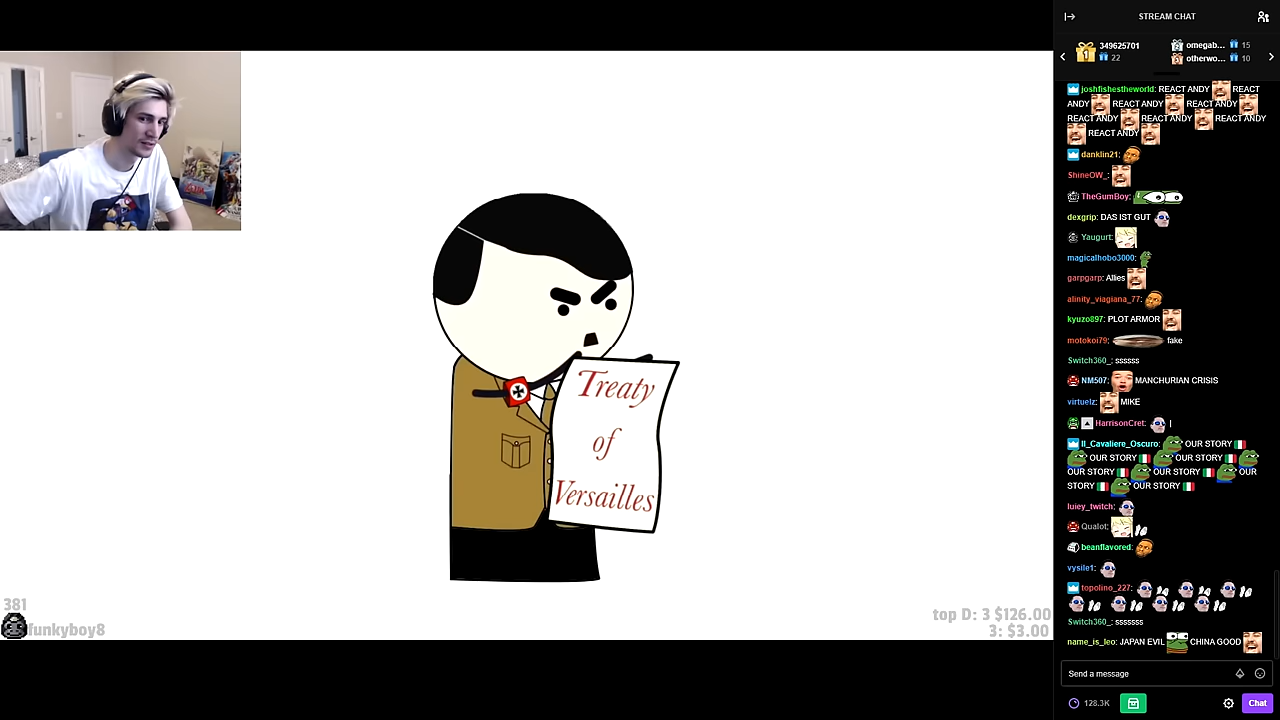 STREAM CHAT
349625701
22
omegab... 15
otherwo... 10
joshfishestheworld: REACT ANDY REACT
ANDY REACT ANDY REACT ANDY
REACT ANDY REACT ANDY REACT ANDY
REACT ANDY
danklin21:
ShineOW_:
TheGumBoy:
dexgrip: DAS IST GUT
Yaugurt:
magicalhobo3000:
garpgarp: Allies
alinity_viagiana_77:
kyuzo897: PLOT ARMOR
motokoi79: fake
Switch360_: ssssss
NM507: MANCHURIAN CRISIS
virtuelz: MIKE
HarrisonCret: |
Il_Cavaliere_Oscuro: OUR STORY
OUR STORY OUR STORY
OUR STORY OUR STORY OUR
STORY OUR STORY
luiey_twitch:
Qualot:
beanflavored:
vysile1:
topolino_227:
Switch360_: sssssss
name_is_leo: JAPAN EVIL CHINA GOOD
Send a message
128.3K
Chat
Treaty
of
Versailles
381
funkyboy8
top D: 3 $126.00
3: $3.00